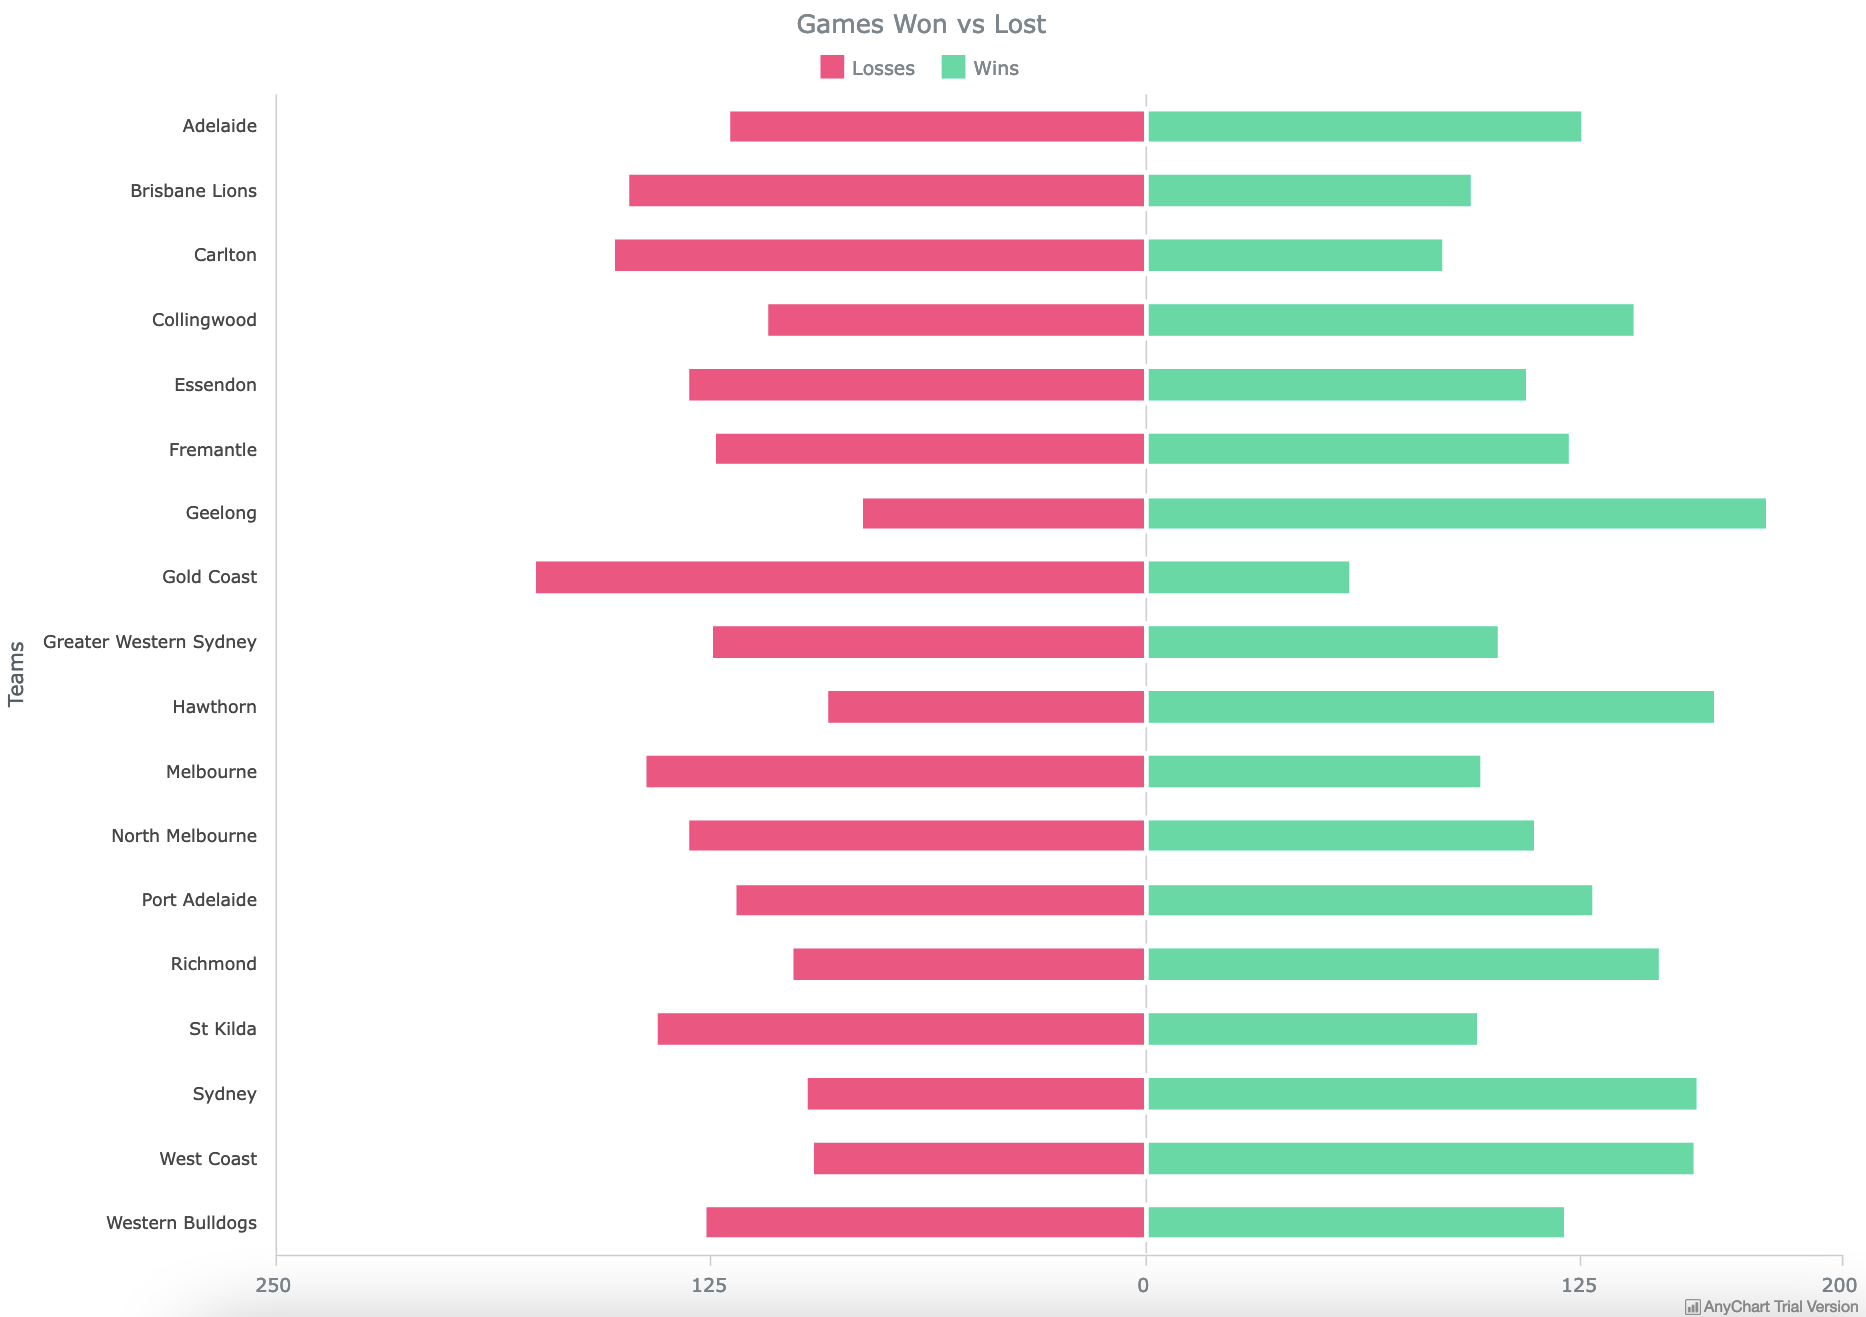 Games Won vs Lost
Losses Wins
Adelaide
Brisbane Lions
Carlton
Collingwood
Essendon
Fremantle
Geelong
Gold Coast
Greater Western Sydney
Teams
Hawthorn
Melbourne
North Melbourne
Port Adelaide
Richmond
St Kilda
Sydney
West Coast
Western Bulldogs
250 125 0 125 200
AnyChart Trial Version